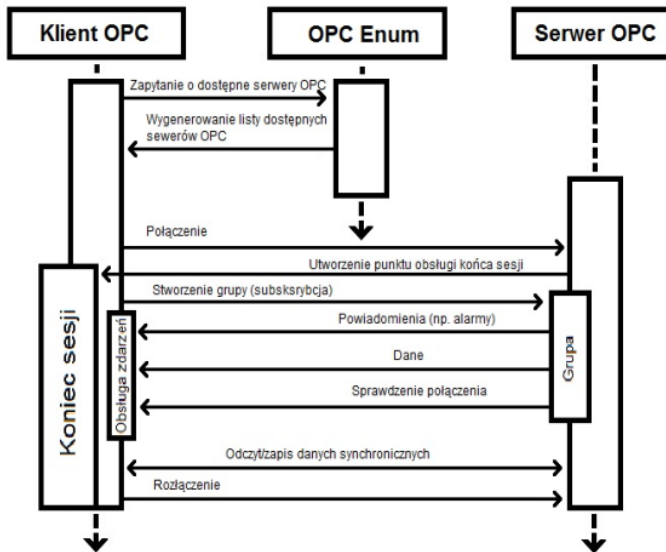 Klient OPC
OPC Enum
Serwer OPC
Zapytanie o dostępne serwery OPC
Wygenerowanie listy dostępnych
sewerów OPC
Połączenie
Utworzenie punktu obsługi końca sesji
Stworzenie grupy (subsksrybcja)
Powiadomienia (np. alarmy)
Dane
Sprawdzenie połączenia
Koniec sesji
Obsługa zdarzeń
Grupa
Odczyt/zapis danych synchronicznych
Rozłączenie